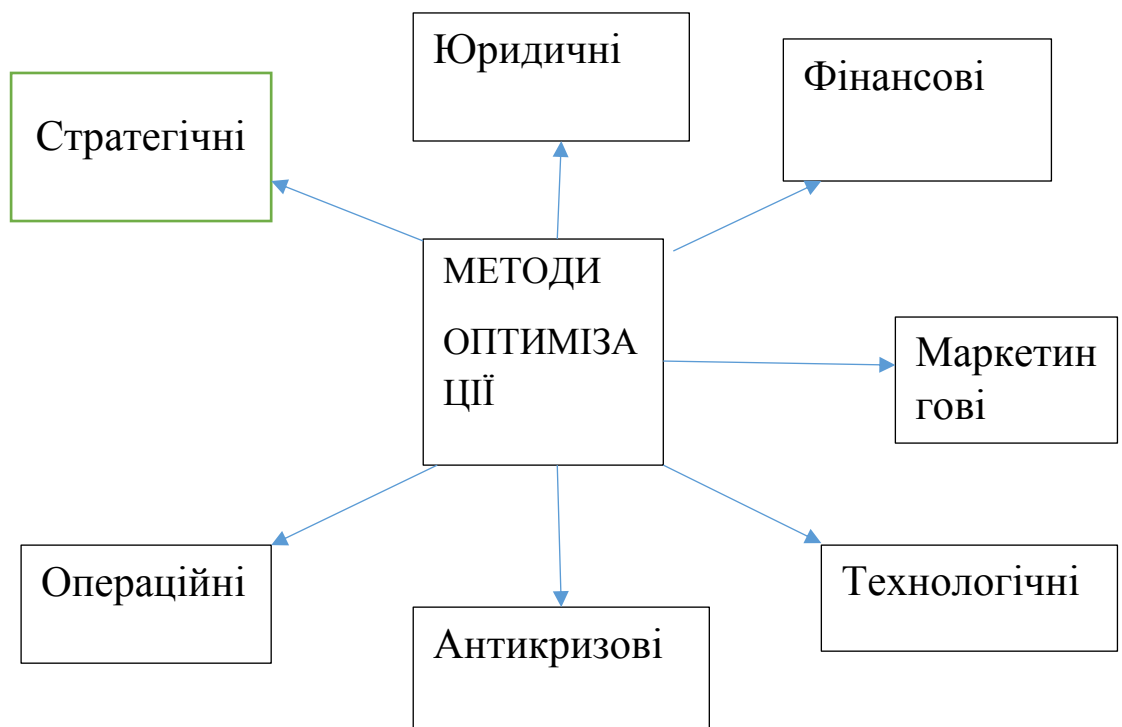 Юридичні
Фінансові
Стратегічні
МЕТОДИ
ОПТИМІЗА
ЦІЇ
Маркетин
гові
Операційні
Технологічні
Антикризові